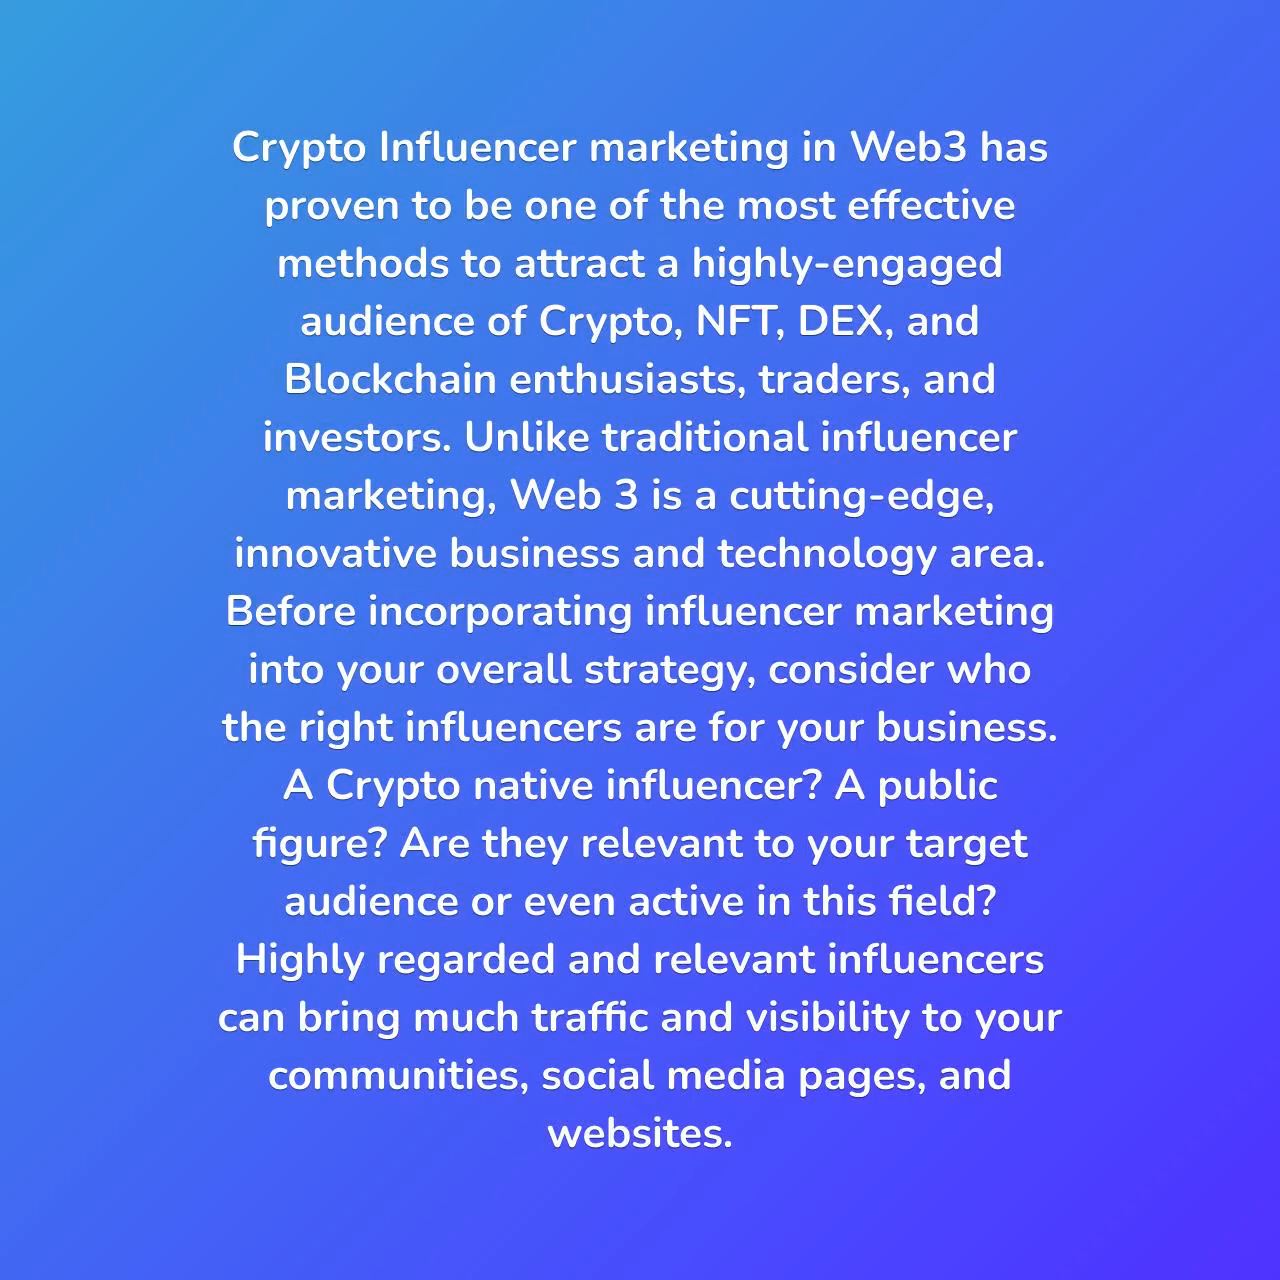 Crypto Influencer marketing in Web3 has
proven to be one of the most effective
methods to attract a highly-engaged
audience of Crypto, NFT, DEX, and
Blockchain enthusiasts, traders, and
investors. Unlike traditional influencer
marketing, Web 3 is a cutting-edge,
innovative business and technology area.
Before incorporating influencer marketing
into your overall strategy, consider who
the right influencers are for your business.
A Crypto native influencer? A public
figure? Are they relevant to your target
audience or even active in this field?
Highly regarded and relevant influencers
can bring much traffic and visibility to your
communities, social media pages, and
websites.